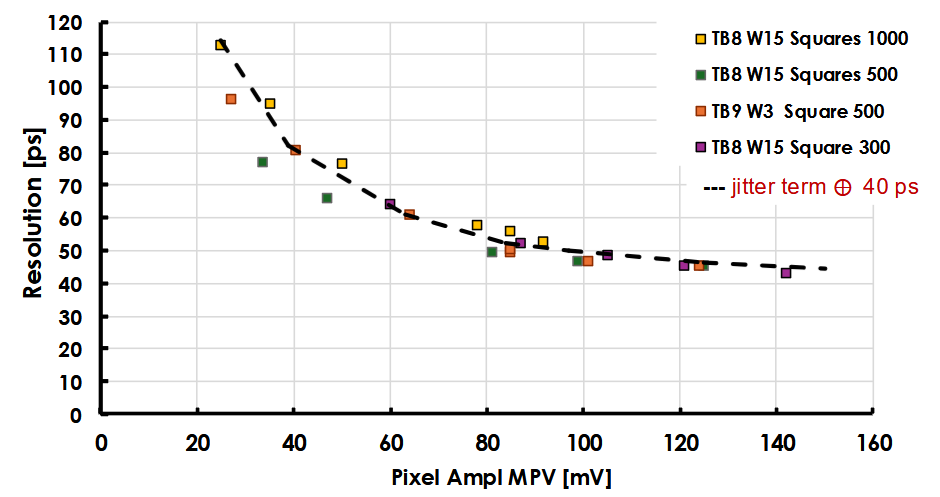 120
110
100
90
80
70
60
50
40
30
20
10
0
Resolution [ps]
TB8 W15 Squares 1000
TB8 W15 Squares 500
TB9 W3  Square 500
TB8 W15 Square 300
jitter term ⊕ 40 ps
0 20 40 60 80 100 120 140 160
Pixel Ampl MPV [mV]